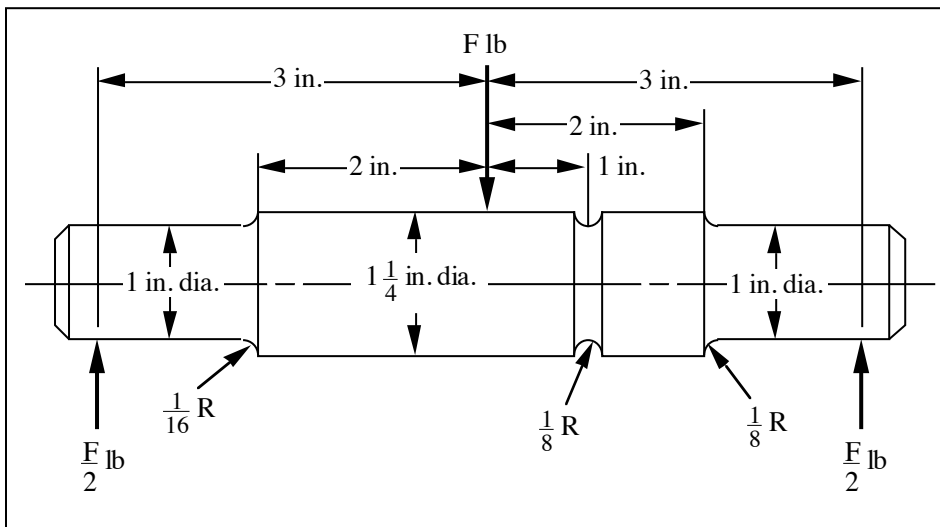 F lb
3 in.
3 in.
2 in.
2 in.
1 in.
1 in. dia.
1 1/4 in. dia.
1 in. dia.
1/16 R
1/8 R
1/8 R
F/2 lb
F/2 lb